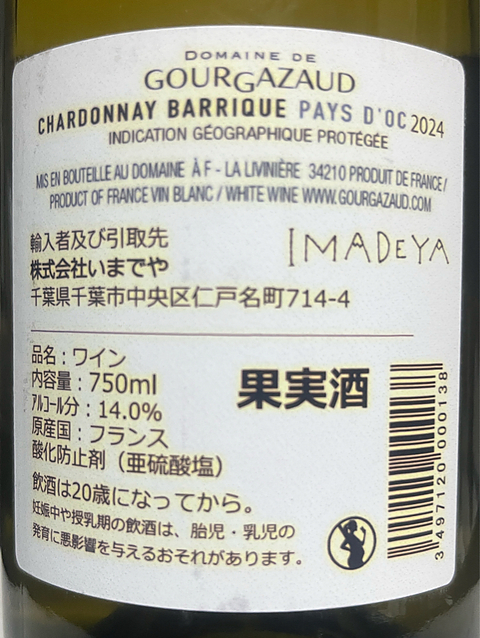 DOMAINE DE
GOURGAZAUD
CHARDONNAY BARRIQUE PAYS D'OC 2024
INDICATION GÉOGRAPHIQUE PROTÉGÉE
MIS EN BOUTEILLE AU DOMAINE À F - LA LIVINIÈRE 34210 PRODUIT DE FRANCE /
PRODUCT OF FRANCE VIN BLANC / WHITE WINE WWW.GOURGAZAUD.COM
輸入者及び引取先
株式会社いまでや
千葉県千葉市中央区仁戸名町714-4
IMADEYA
品名：ワイン
内容量：750ml
アルコール分：14.0%
原産国：フランス
酸化防止剤（亜硫酸塩）
果実酒
飲酒は20歳になってから。
妊娠中や授乳期の飲酒は、胎児・乳児の
発育に悪影響を与えるおそれがあります。
3 497120 000138